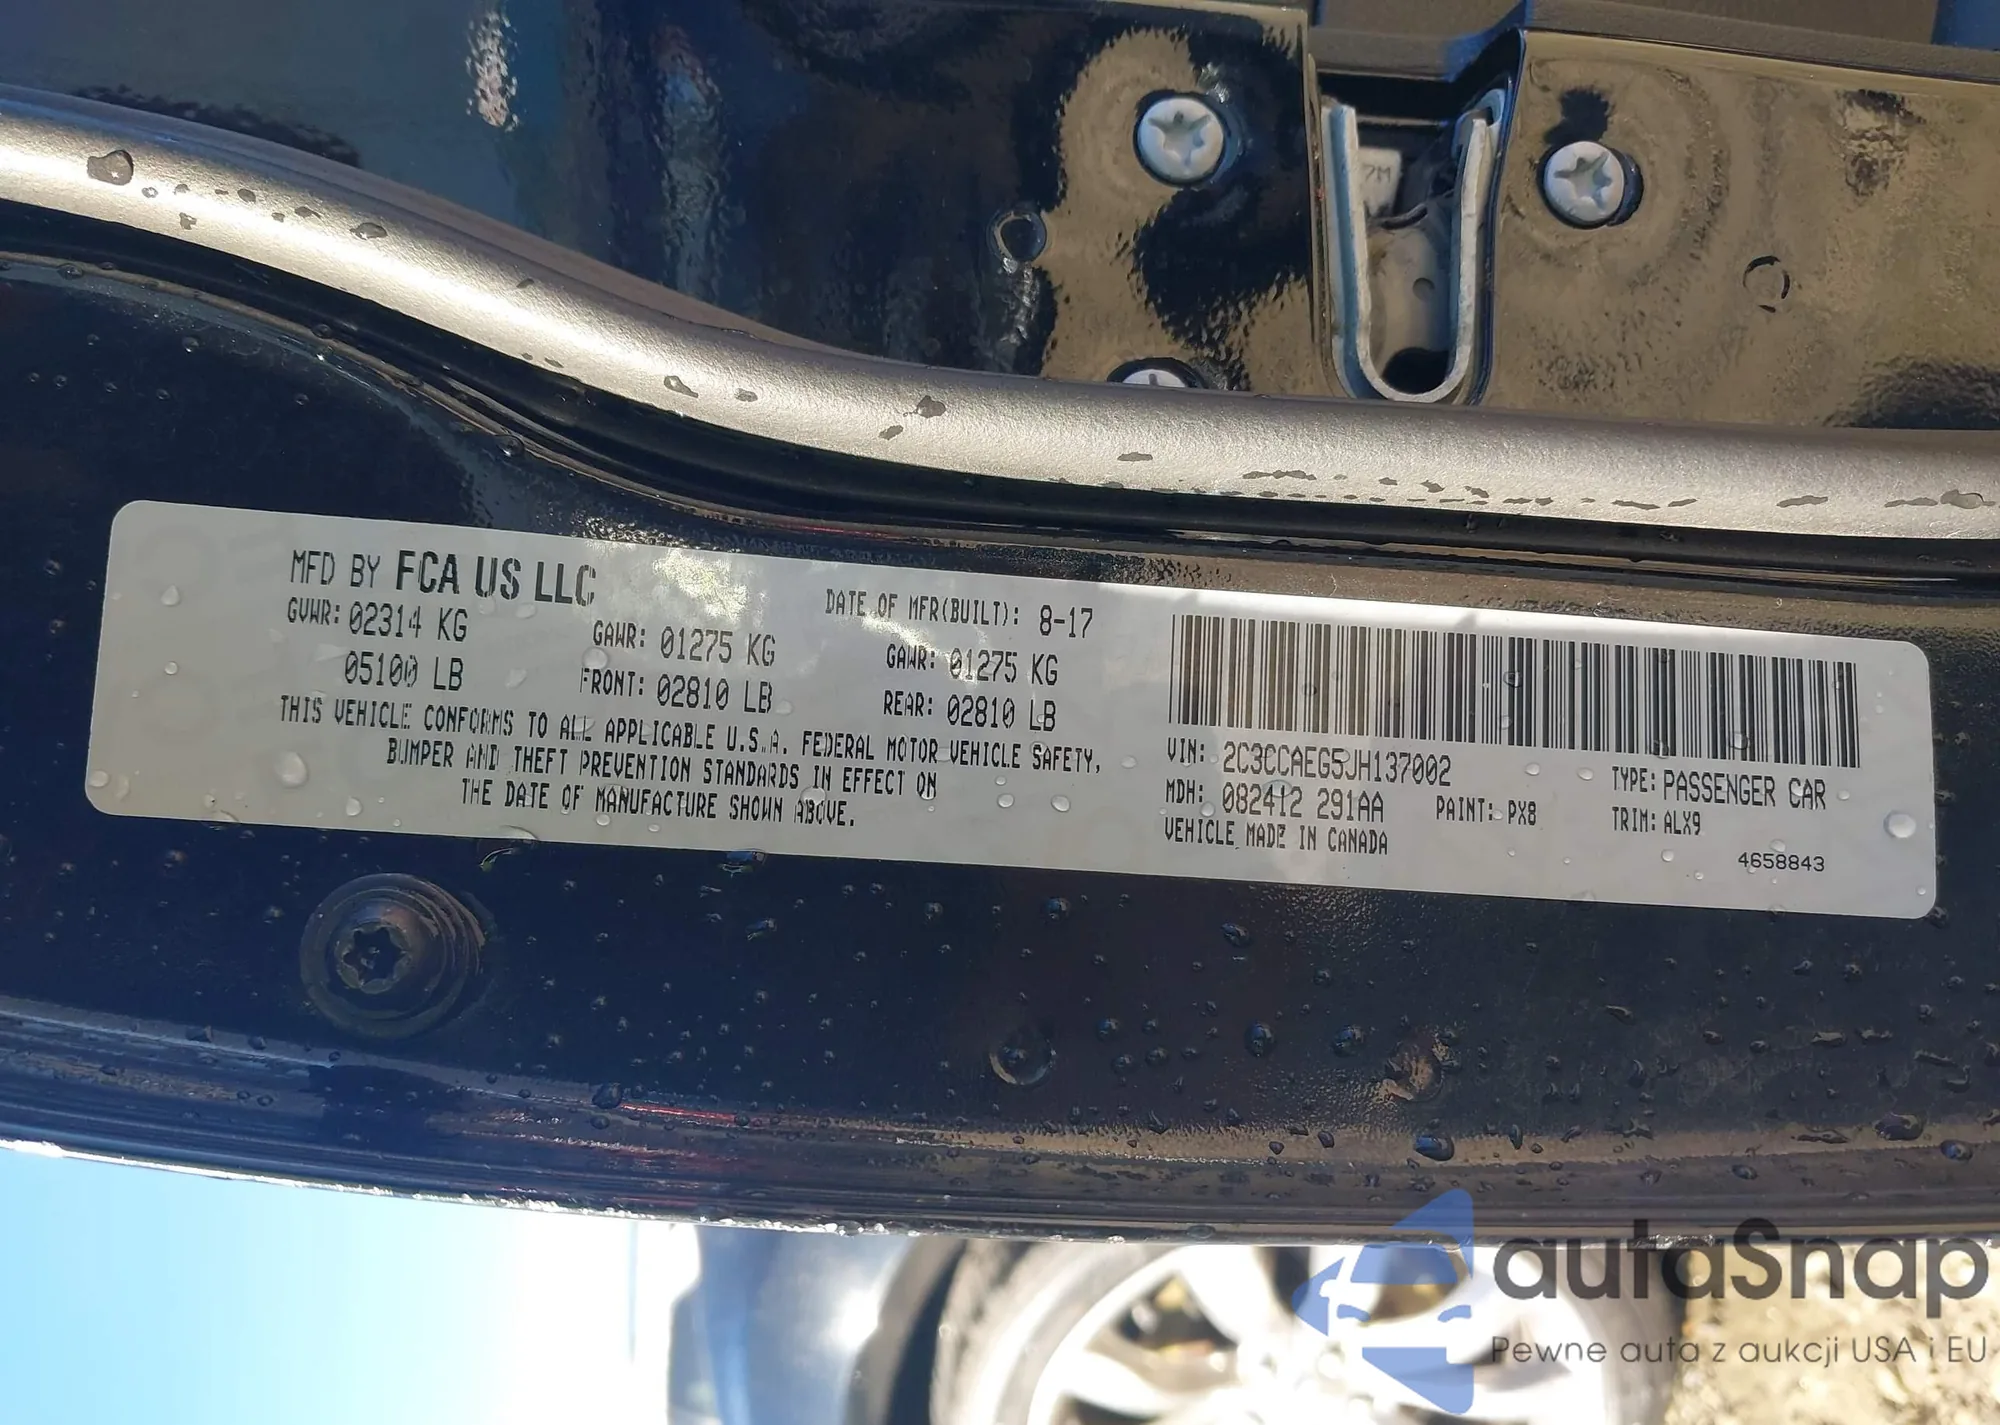 7M
MFD BY FCA US LLC
DATE OF MFR(BUILT): 8-17
GVWR: 02314 KG
05100 LB
GAWR: 01275 KG
FRONT: 02810 LB
GAWR: 01275 KG
REAR: 02810 LB
THIS VEHICLE CONFORMS TO ALL APPLICABLE U.S.A. FEDERAL MOTOR VEHICLE SAFETY,
BUMPER AND THEFT PREVENTION STANDARDS IN EFFECT ON
THE DATE OF MANUFACTURE SHOWN ABOVE.
VIN: 2C3CCAEG5JH137002
TYPE: PASSENGER CAR
MDH: 082412 291AA
PAINT: PX8
TRIM: ALX9
VEHICLE MADE IN CANADA
4658843
autaSnap
Pewne auta z aukcji USA i EU